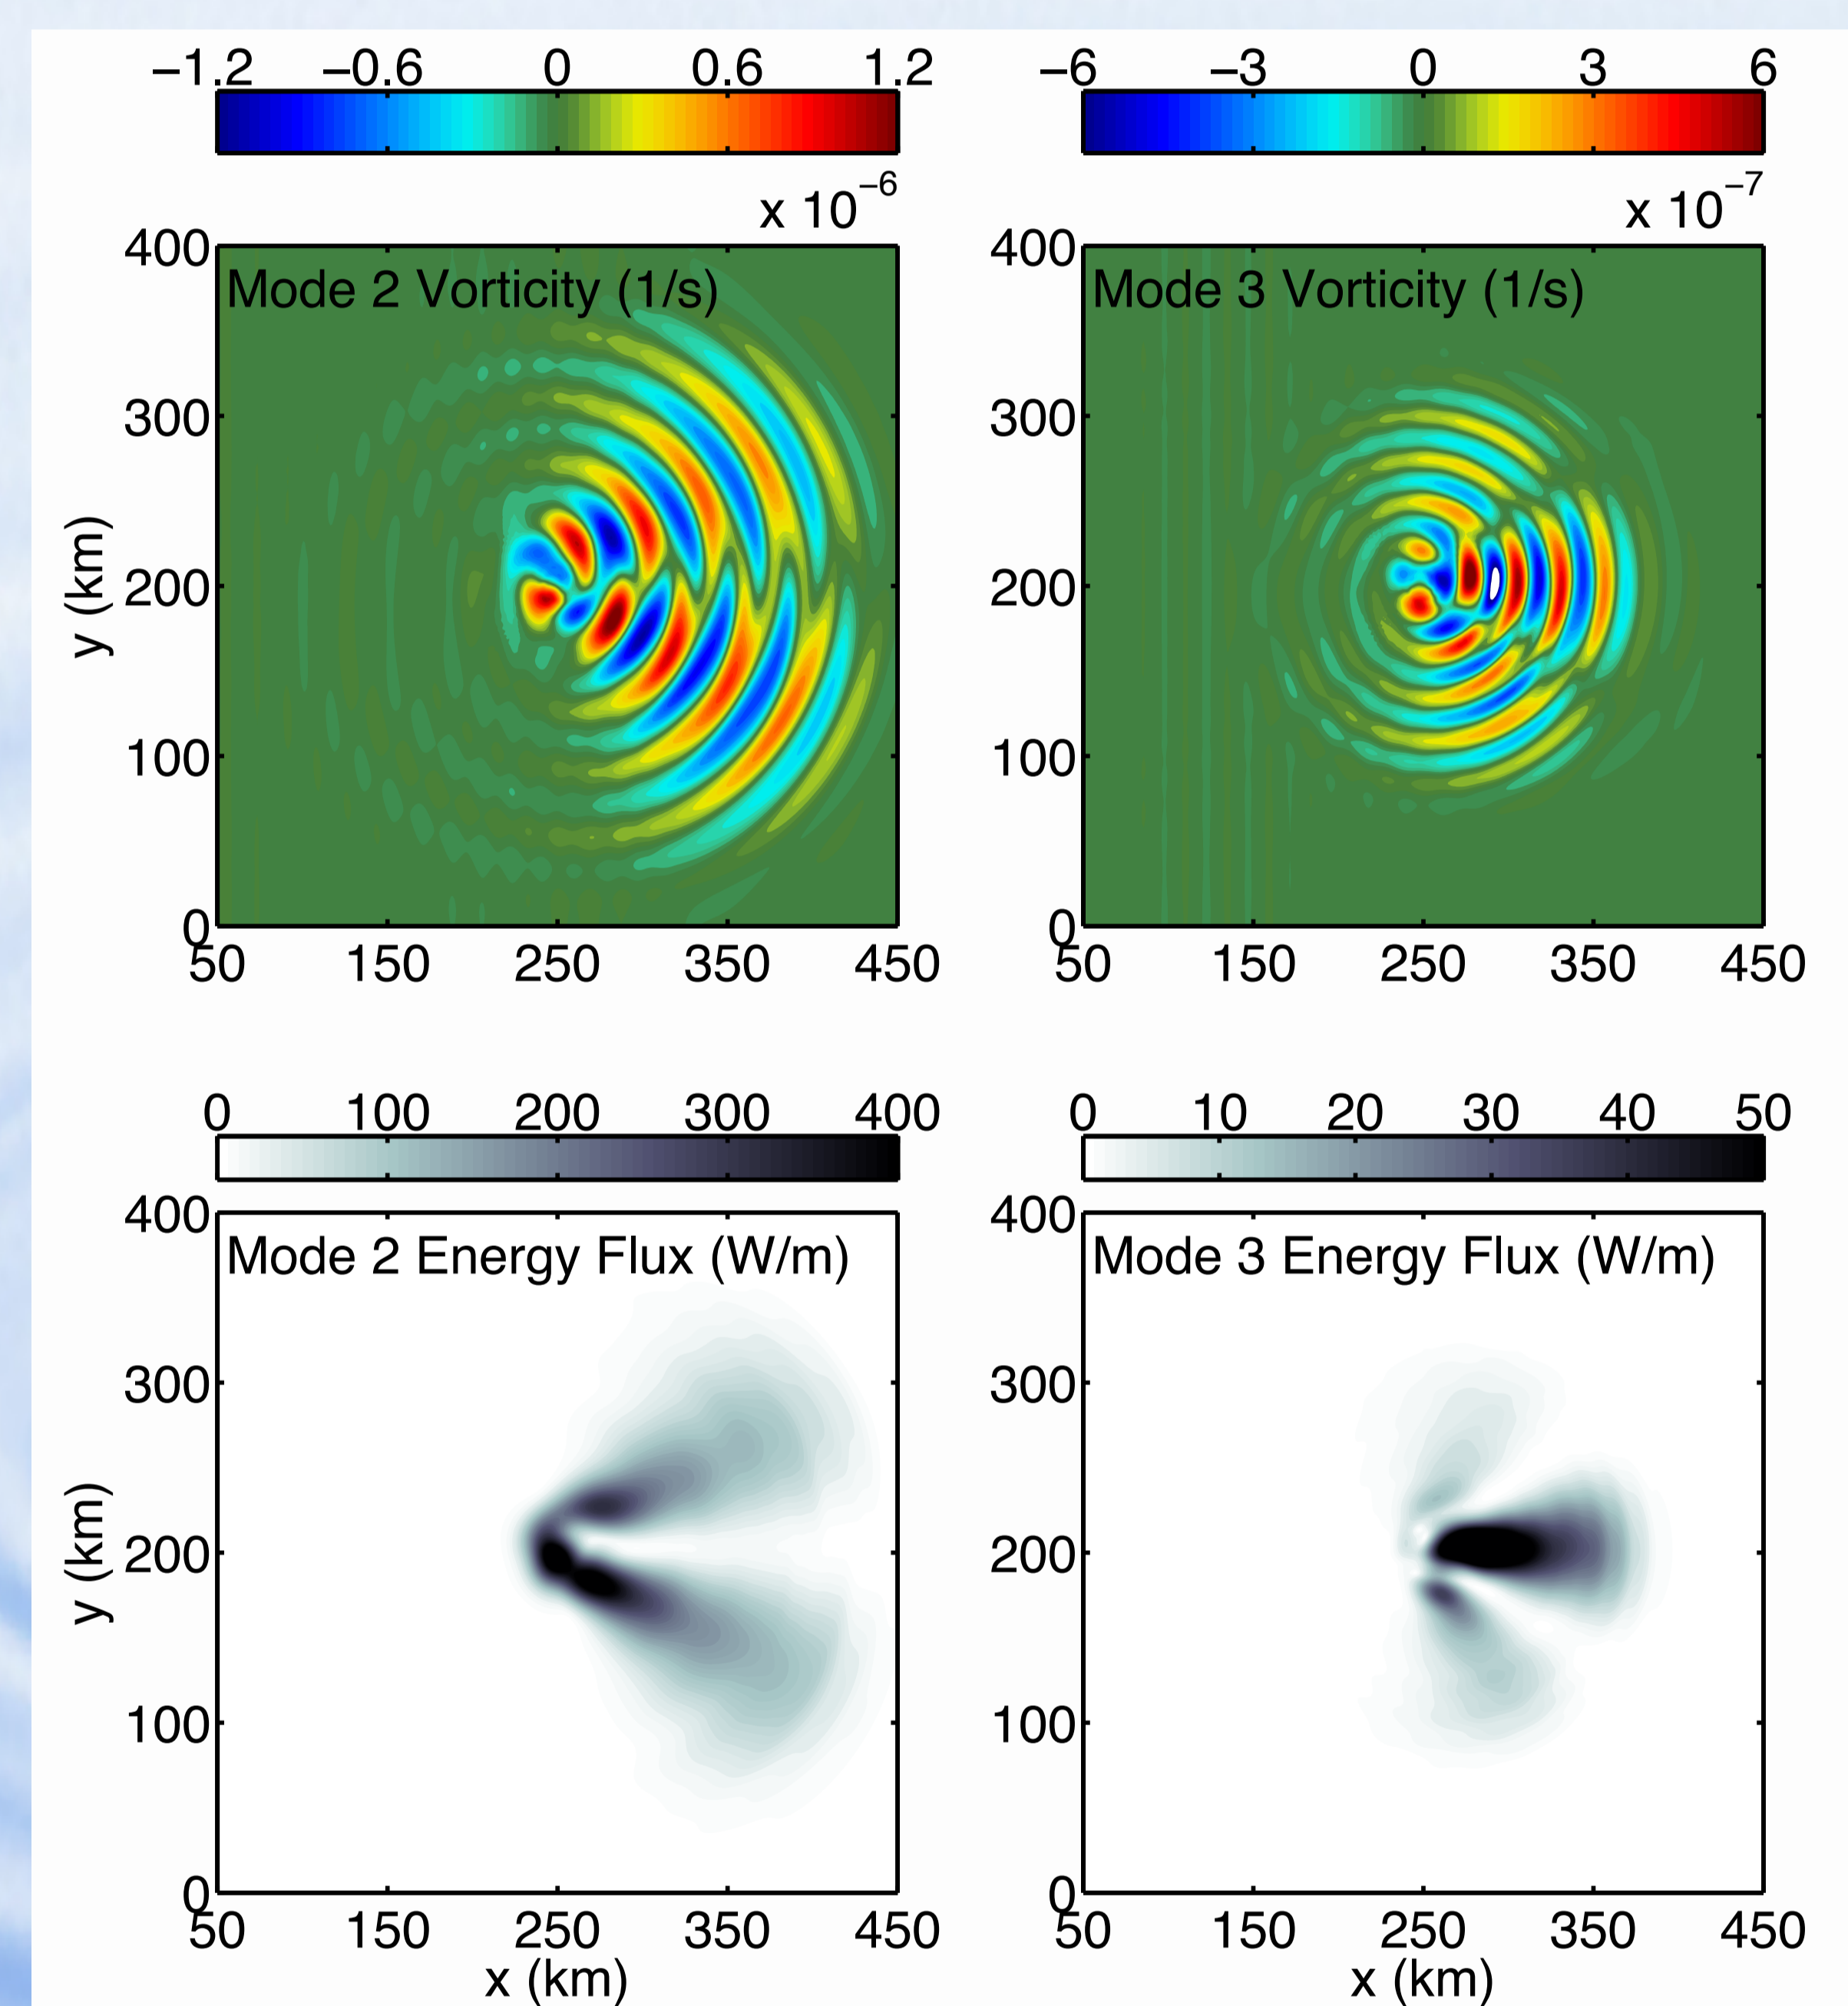 −1.2 −0.6 0 0.6 1.2
−6 −3 0 3 6
x 10−6
x 10−7
Mode 2 Vorticity (1/s)
400
300
200
100
0
y (km)
50 150 250 350 450
Mode 3 Vorticity (1/s)
400
300
200
100
0
50 150 250 350 450
0 100 200 300 400
0 10 20 30 40 50
Mode 2 Energy Flux (W/m)
400
300
200
100
0
y (km)
50 150 250 350 450
x (km)
Mode 3 Energy Flux (W/m)
400
300
200
100
0
50 150 250 350 450
x (km)